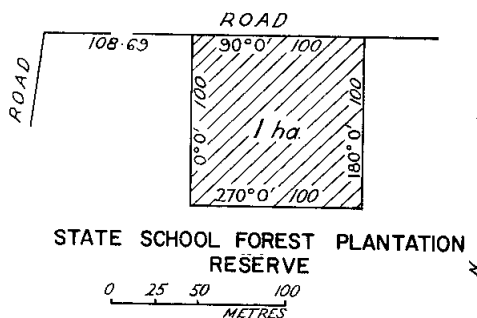 ROAD
108·69
90°0' 100
ROAD
0°0' 100
100
180°0'
1 ha.
270°0' 100
STATE SCHOOL FOREST PLANTATION
RESERVE
0 25 50 100
METRES
N